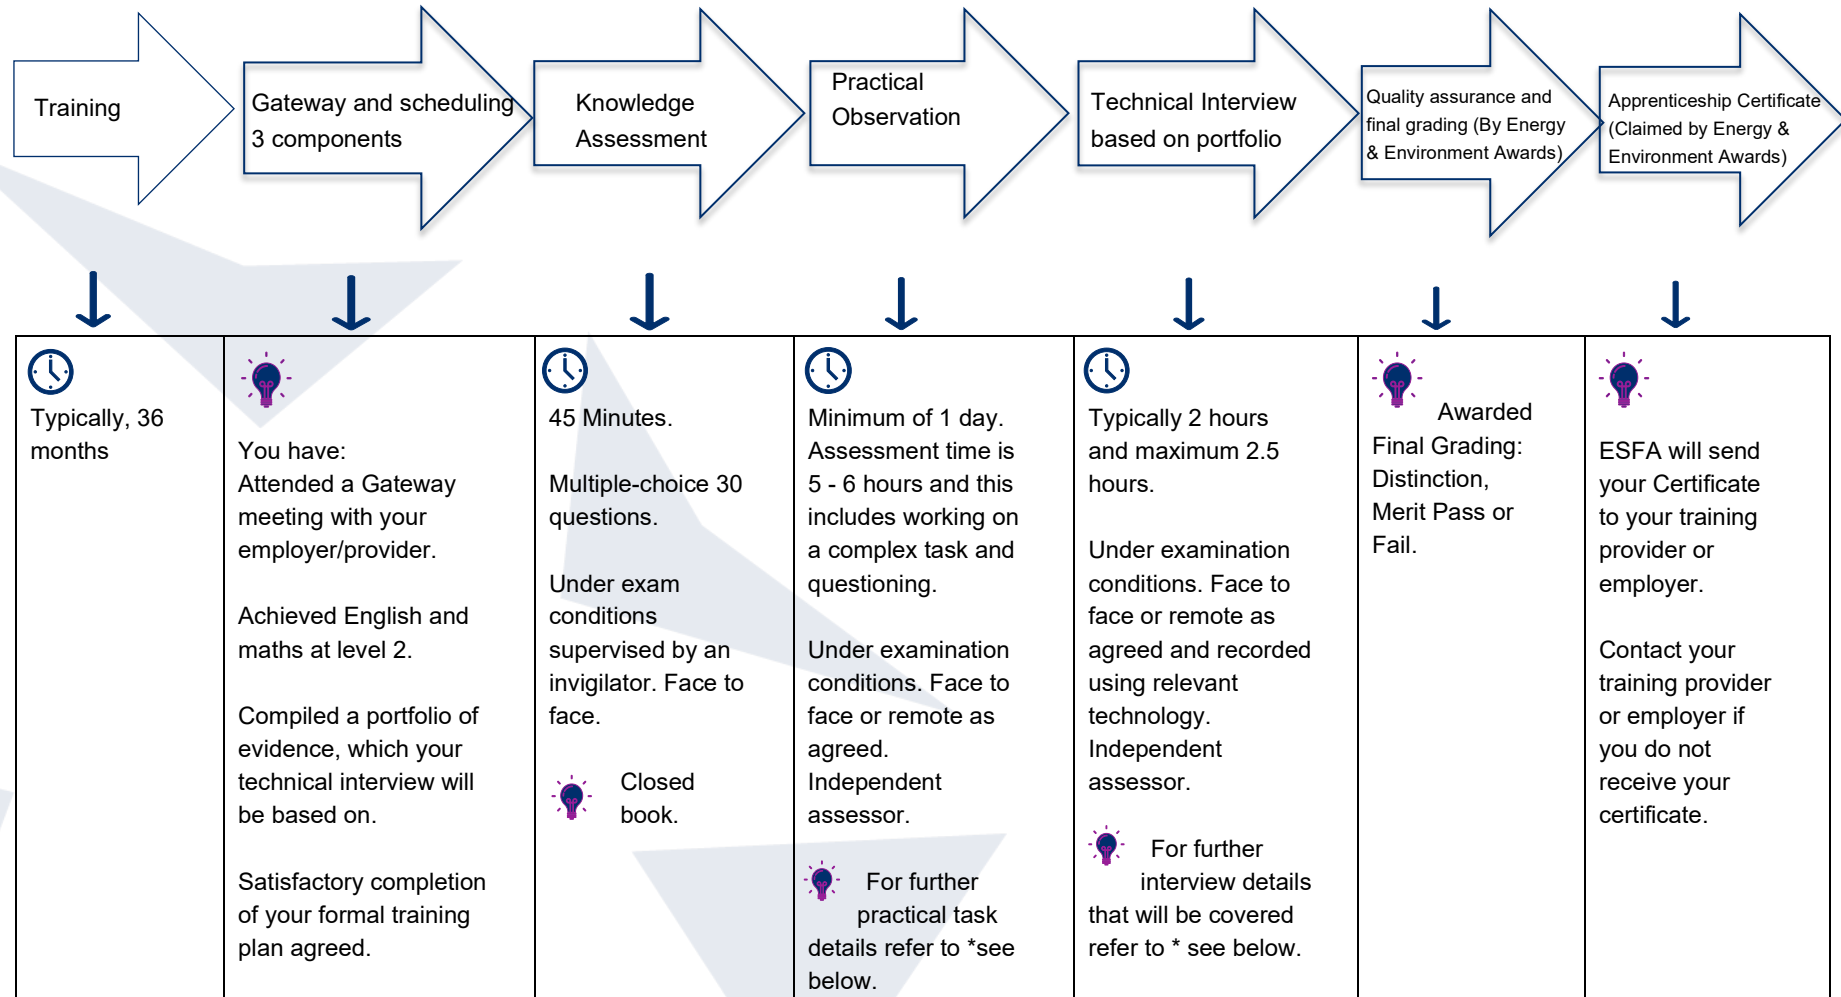 Training
Gateway and scheduling
3 components
Knowledge
Assessment
Practical
Observation
Technical Interview
based on portfolio
Quality assurance and
final grading (By Energy
& Environment Awards)
Apprenticeship Certificate
(Claimed by Energy &
Environment Awards)
Typically, 36
months
You have:
Attended a Gateway
meeting with your
employer/provider.
Achieved English and
maths at level 2.
Compiled a portfolio of
evidence, which your
technical interview will
be based on.
Satisfactory completion
of your formal training
plan agreed.
45 Minutes.
Multiple-choice 30
questions.
Under exam
conditions
supervised by an
invigilator. Face to
face.
Closed
book.
Minimum of 1 day.
Assessment time is
5 - 6 hours and this
includes working on
a complex task and
questioning.
Under examination
conditions. Face to
face or remote as
agreed.
Independent
assessor.
For further
practical task
details refer to *see
below.
Typically 2 hours
and maximum 2.5
hours.
Under examination
conditions. Face to
face or remote as
agreed and recorded
using relevant
technology.
Independent
assessor.
For further
interview details
that will be covered
refer to * see below.
Awarded
Final Grading:
Distinction,
Merit Pass or
Fail.
ESFA will send
your Certificate
to your training
provider or
employer.
Contact your
training provider
or employer if
you do not
receive your
certificate.